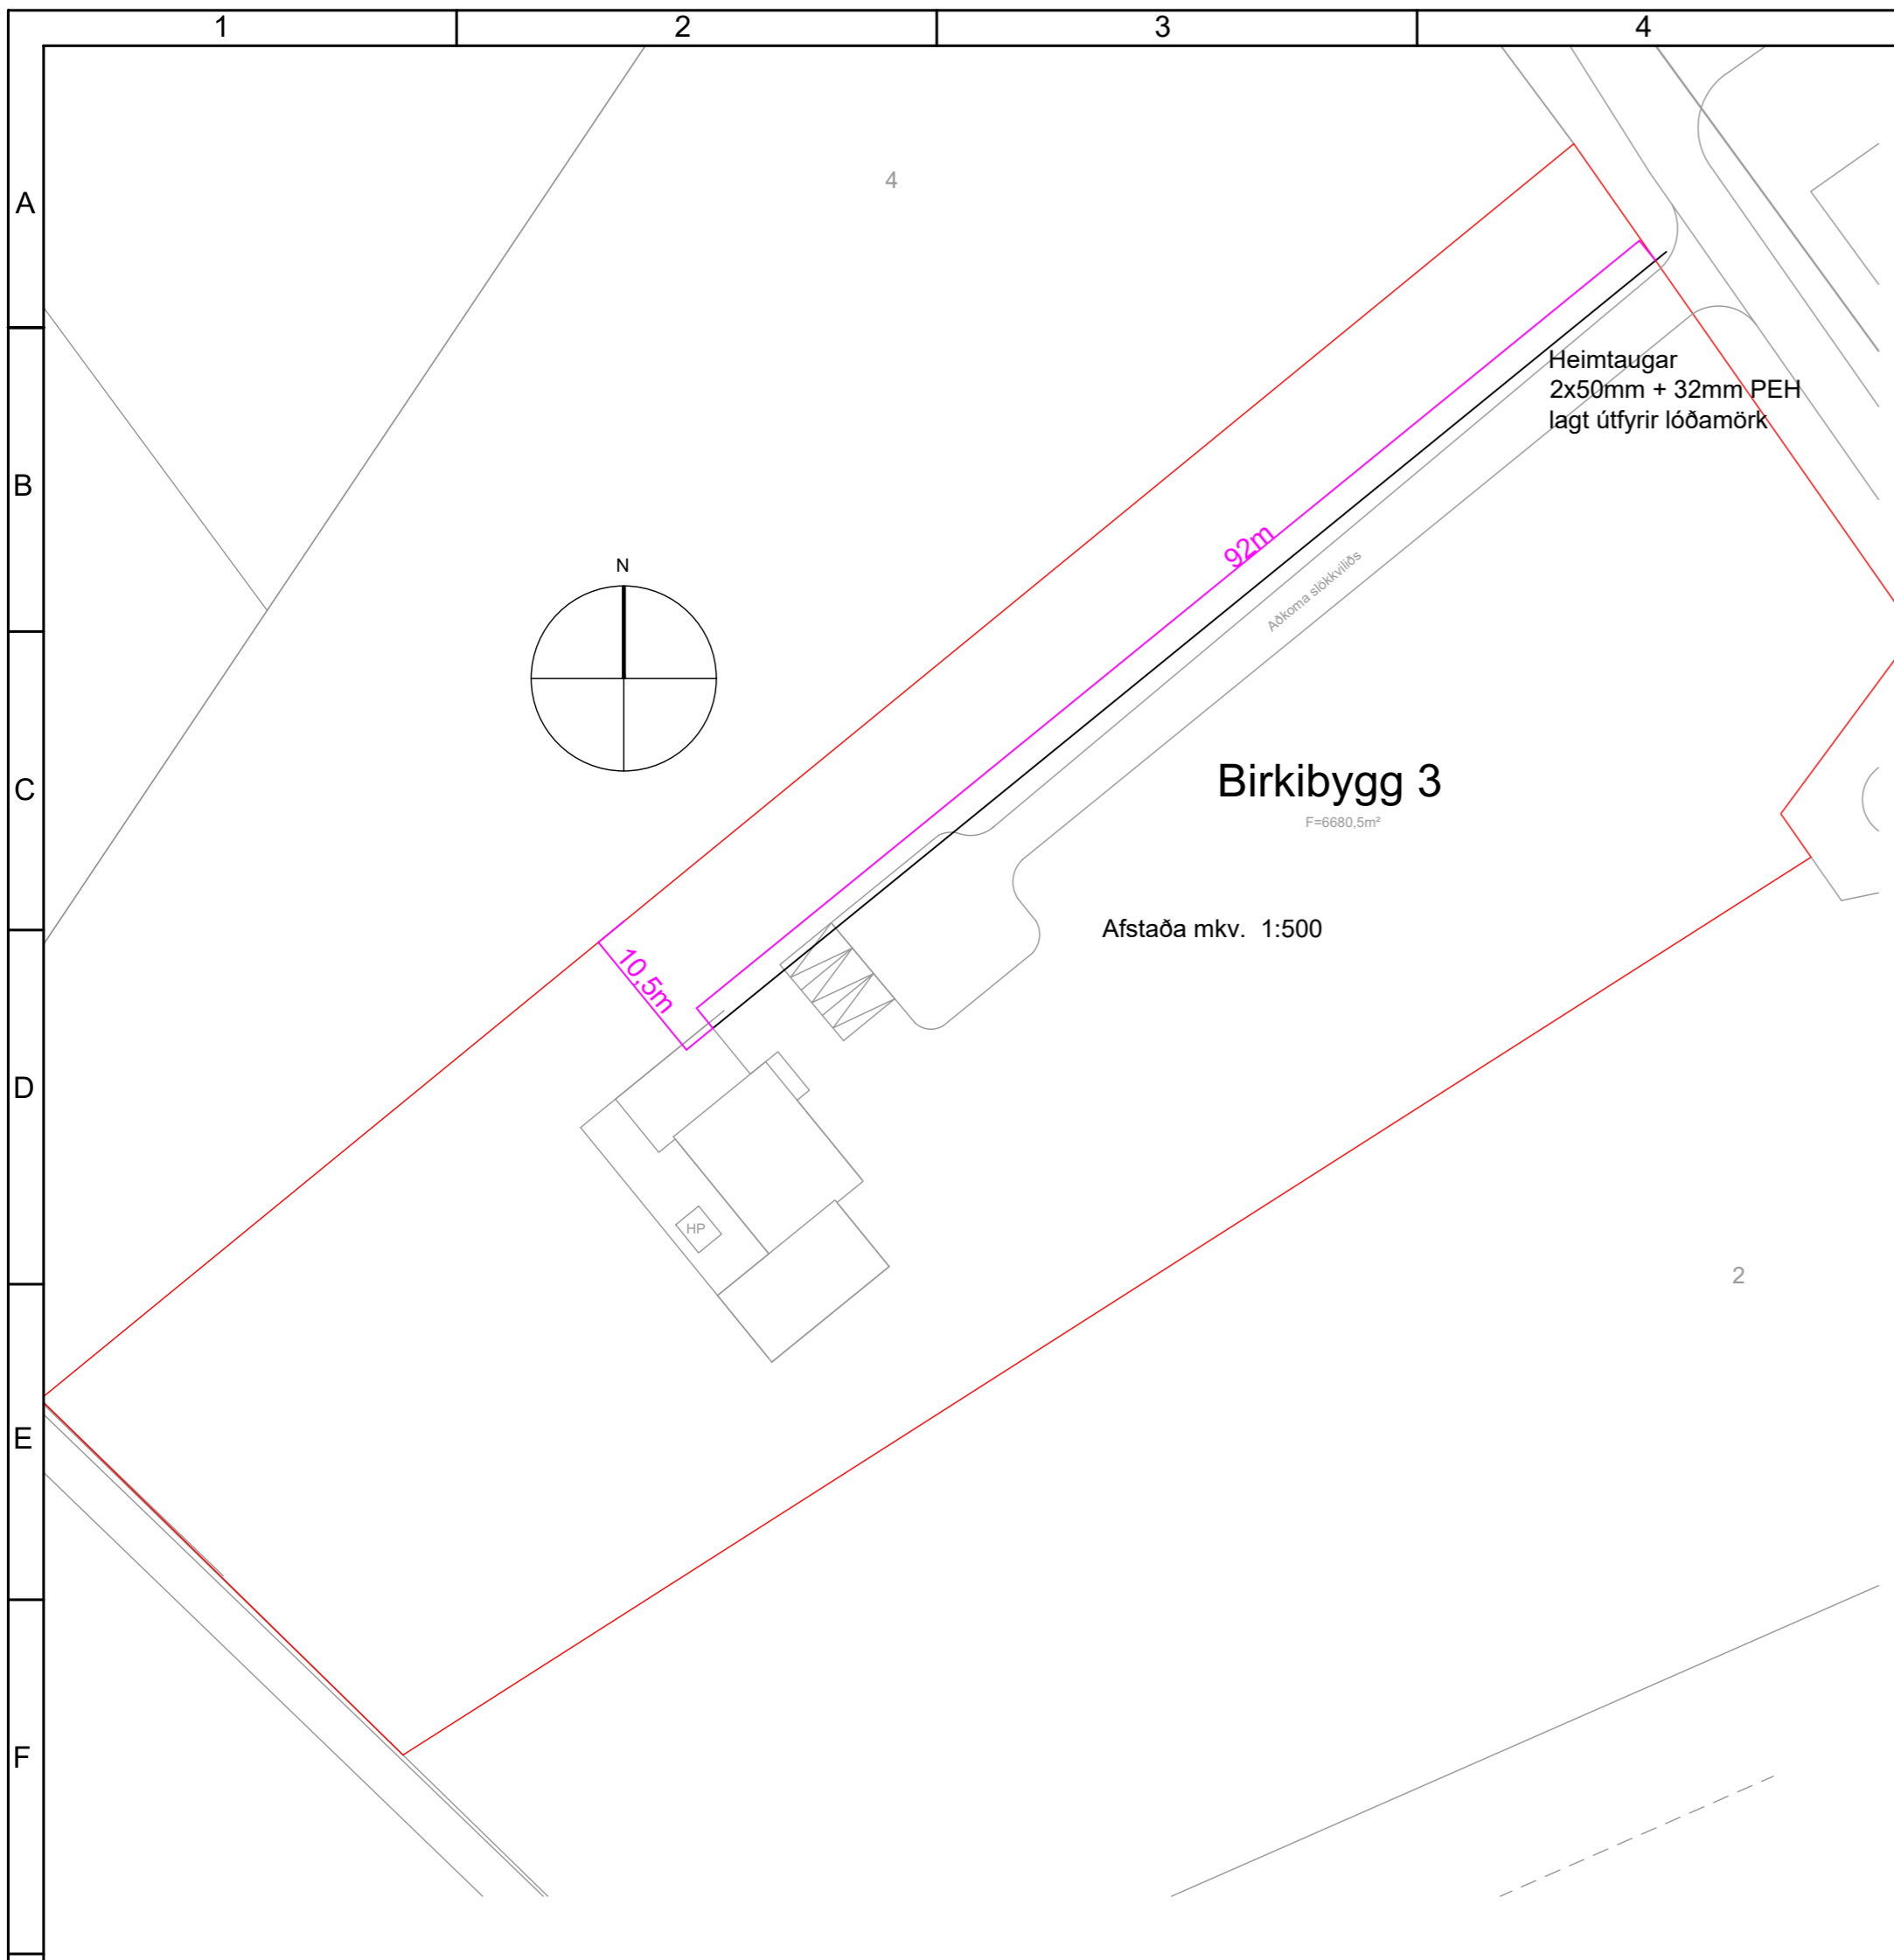 1
2
3
4
A
B
C
D
E
F
4
N
Heimtaugar
2x50mm + 32mm PEH
lagt útfyrir lóðamörk
92m
Aðkoma slökkviliðs
Birkibygg 3
F=6680,5m²
Afstaða mkv. 1:500
10,5m
HP
2